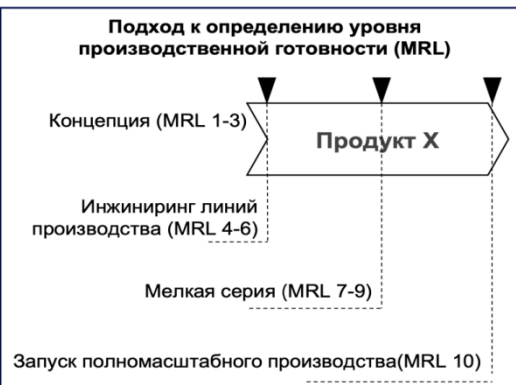 Подход к определению уровня
производственной готовности (MRL)
Концепция (MRL 1-3)
Продукт X
Инжиниринг линий
производства (MRL 4-6)
Мелкая серия (MRL 7-9)
Запуск полномасштабного производства(MRL 10)